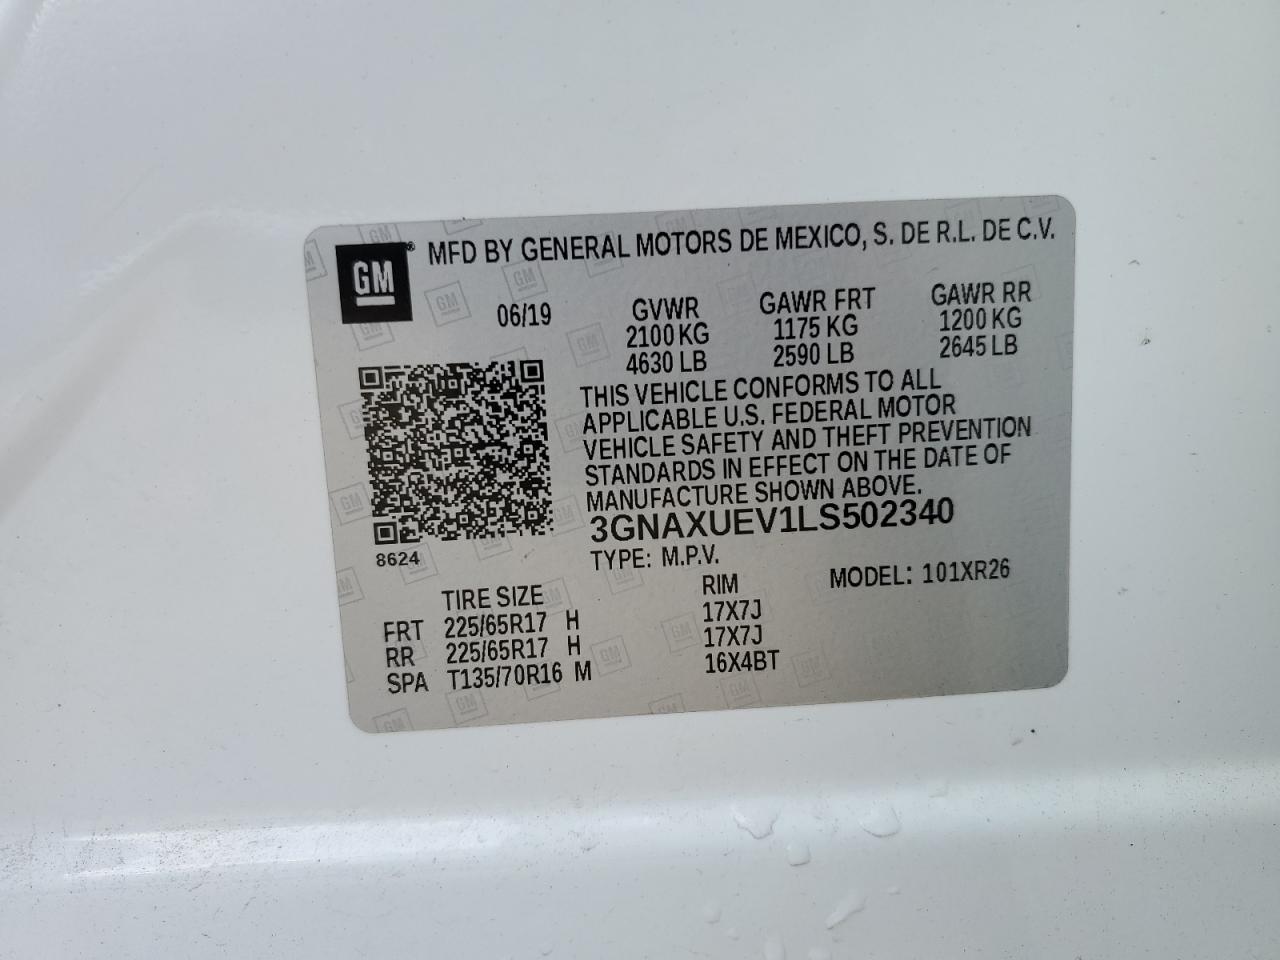 GM® MFD BY GENERAL MOTORS DE MEXICO, S. DE R.L. DE C.V.
06/19 GVWR GAWR FRT GAWR RR
2100 KG 1175 KG 1200 KG
4630 LB 2590 LB 2645 LB
THIS VEHICLE CONFORMS TO ALL
APPLICABLE U.S. FEDERAL MOTOR
VEHICLE SAFETY AND THEFT PREVENTION
STANDARDS IN EFFECT ON THE DATE OF
MANUFACTURE SHOWN ABOVE.
3GNAXUEV1LS502340
8624
TYPE: M.P.V.
TIRE SIZE RIM MODEL: 101XR26
FRT 225/65R17 H 17X7J
RR 225/65R17 H 17X7J
SPA T135/70R16 M 16X4BT